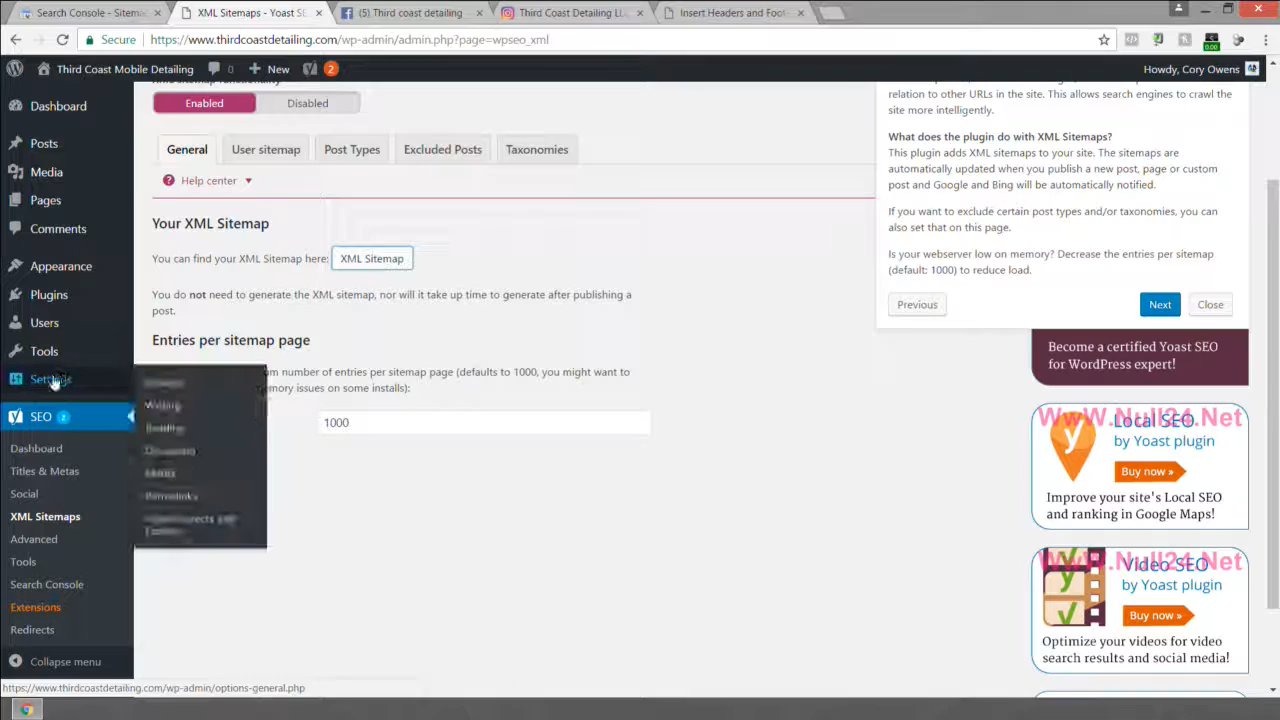 Search Console - Sitema
XML Sitemaps - Yoast SE
(5) Third coast detailing
Third Coast Detailing LL
Insert Headers and Foot
Secure
https://www.thirdcoastdetailing.com/wp-admin/admin.php?page=wpseo_xml
0.00
Third Coast Mobile Detailing
0
New
2
Howdy, Cory Owens
Dashboard
Posts
Media
Pages
Comments
Appearance
Plugins
Users
Tools
Settings
SEO 2
Dashboard
Titles & Metas
Social
XML Sitemaps
Advanced
Tools
Search Console
Extensions
Redirects
Collapse menu
Writing
Reading
Discussion
Media
Permalinks
Enabled
Disabled
General
User sitemap
Post Types
Excluded Posts
Taxonomies
Help center
Your XML Sitemap
You can find your XML Sitemap here:
XML Sitemap
You do not need to generate the XML sitemap, nor will it take up time to generate after publishing a
post.
Entries per sitemap page
um number of entries per sitemap page (defaults to 1000, you might want to
emory issues on some installs):
1000
relation to other URLs in the site. This allows search engines to crawl the
site more intelligently.
What does the plugin do with XML Sitemaps?
This plugin adds XML sitemaps to your site. The sitemaps are
automatically updated when you publish a new post, page or custom
post and Google and Bing will be automatically notified.
If you want to exclude certain post types and/or taxonomies, you can
also set that on this page.
Is your webserver low on memory? Decrease the entries per sitemap
(default: 1000) to reduce load.
Previous
Next
Close
Become a certified Yoast SEO
for WordPress expert!
WwW.Null24.Net
Local SEO
by Yoast plugin
Buy now »
Improve your site's Local SEO
and ranking in Google Maps!
WwW.Null24.Net
Video SEO
by Yoast plugin
Buy now »
Optimize your videos for video
search results and social media!
https://www.thirdcoastdetailing.com/wp-admin/options-general.php